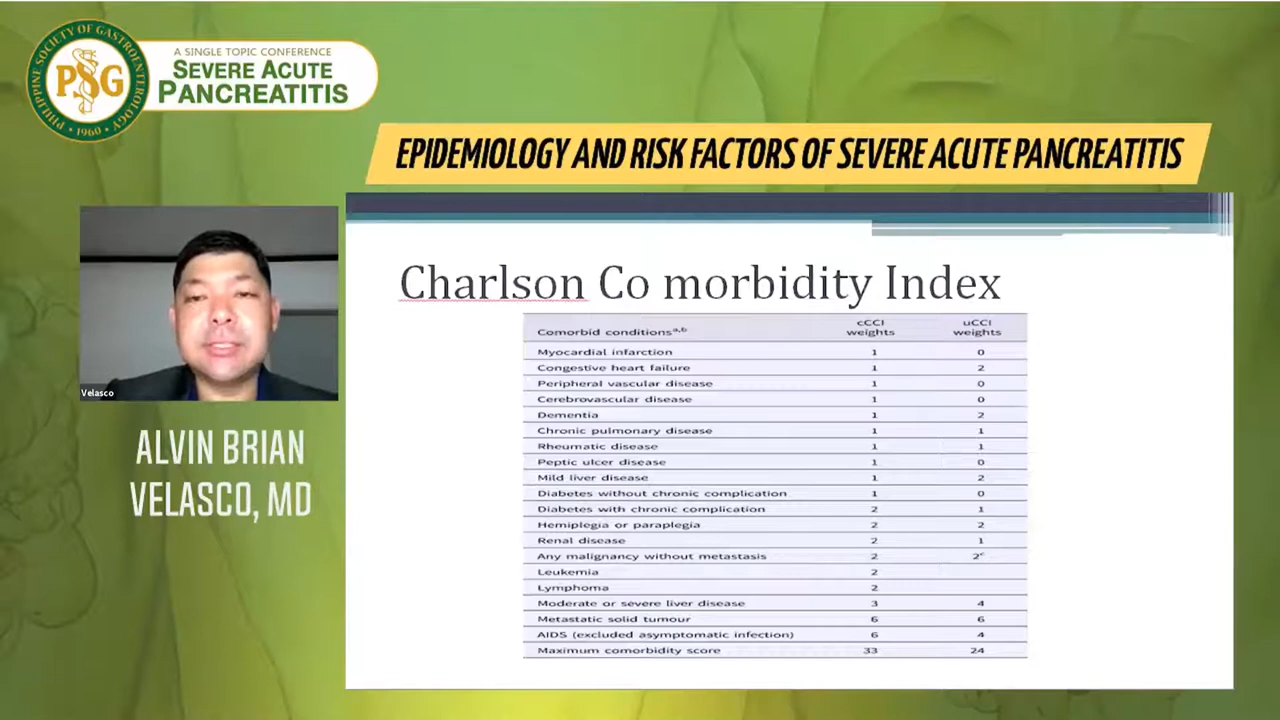 PHILIPPINE SOCIETY OF GASTROENTEROLOGY
PSG
• 1960 •
A SINGLE TOPIC CONFERENCE
SEVERE ACUTE
PANCREATITIS
EPIDEMIOLOGY AND RISK FACTORS OF SEVERE ACUTE PANCREATITIS
Velasco
ALVIN BRIAN
VELASCO, MD
Charlson Co morbidity Index
Comorbid conditionsa,b cCCI weights uCCI weights
Myocardial infarction 1 0
Congestive heart failure 1 2
Peripheral vascular disease 1 0
Cerebrovascular disease 1 0
Dementia 1 2
Chronic pulmonary disease 1 1
Rheumatic disease 1 1
Peptic ulcer disease 1 0
Mild liver disease 1 2
Diabetes without chronic complication 1 0
Diabetes with chronic complication 2 1
Hemiplegia or paraplegia 2 2
Renal disease 2 1
Any malignancy without metastasis 2 2c
Leukemia 2
Lymphoma 2
Moderate or severe liver disease 3 4
Metastatic solid tumour 6 6
AIDS (excluded asymptomatic infection) 6 4
Maximum comorbidity score 33 24